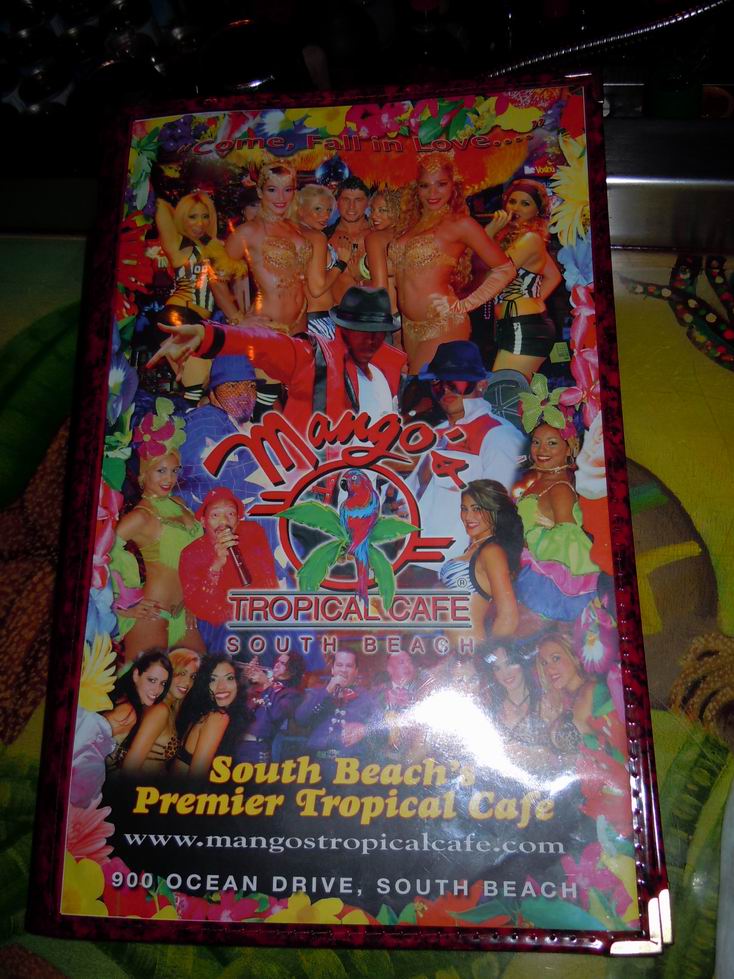 "Come, Fall in Love...."
Mango's
TROPICAL CAFE®
SOUTH BEACH
South Beach's
Premier Tropical Cafe
www.mangostropicalcafe.com
900 OCEAN DRIVE, SOUTH BEACH